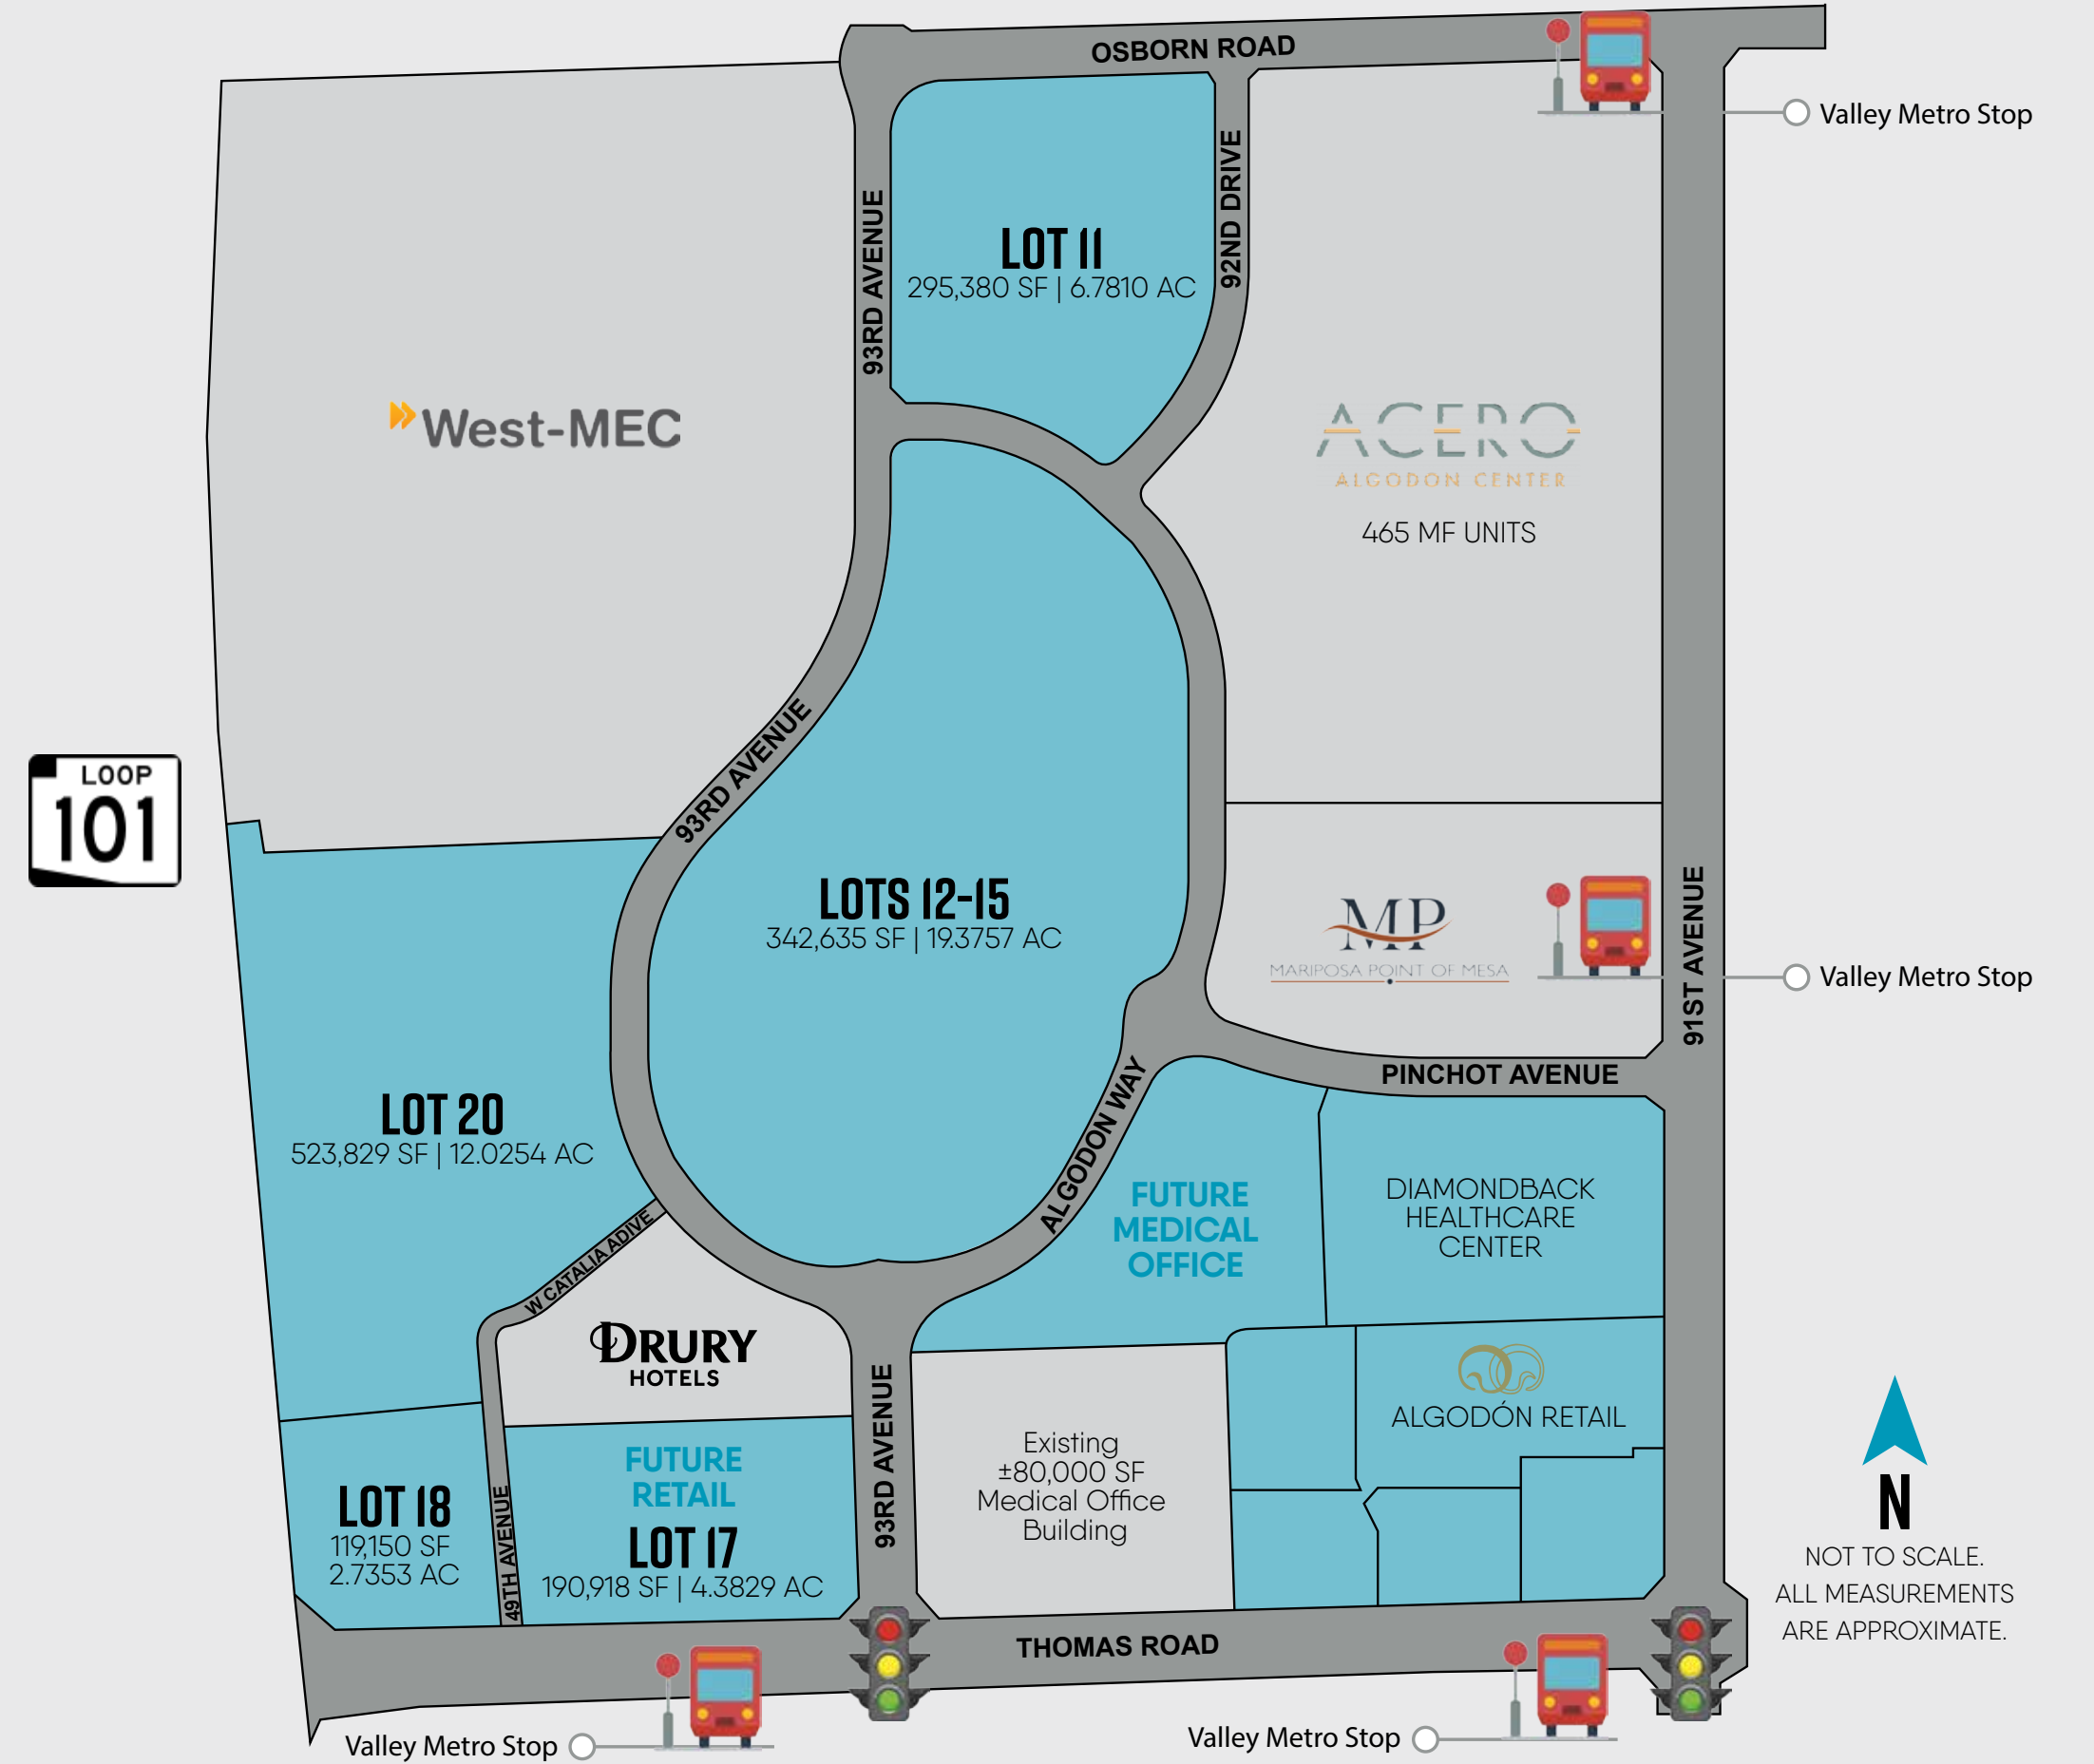 OSBORN ROAD
Valley Metro Stop
93RD AVENUE
92ND DRIVE
LOT 11
295,380 SF | 6.7810 AC
West-MEC
ACERO
ALGODON CENTER
465 MF UNITS
LOOP
101
93RD AVENUE
LOTS 12-15
342,635 SF | 19.3757 AC
MP
MARIPOSA POINT OF MESA
91ST AVENUE
Valley Metro Stop
PINCHOT AVENUE
LOT 20
523,829 SF | 12.0254 AC
ALGODON WAY
FUTURE
MEDICAL
OFFICE
DIAMONDBACK
HEALTHCARE
CENTER
W CATALIA ADIVE
DRURY
HOTELS
93RD AVENUE
ALGODÓN RETAIL
Existing
±80,000 SF
Medical Office
Building
FUTURE
RETAIL
LOT 17
190,918 SF | 4.3829 AC
LOT 18
119,150 SF
2.7353 AC
49TH AVENUE
N
NOT TO SCALE.
ALL MEASUREMENTS
ARE APPROXIMATE.
THOMAS ROAD
Valley Metro Stop
Valley Metro Stop